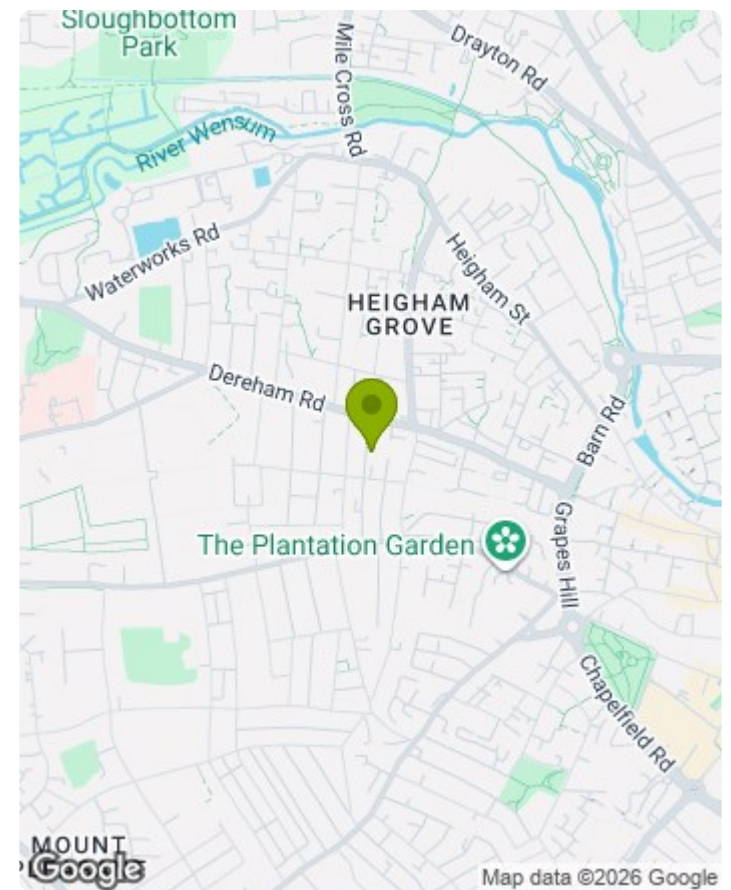 Sloughbottom
Park
Mile Cross Rd
Drayton Rd
River Wensum
Waterworks Rd
Heigham St
HEIGHAM
GROVE
Dereham Rd
Barn Rd
The Plantation Garden
Grapes Hill
Chapelfield Rd
MOUNT
Google
Map data ©2026 Google